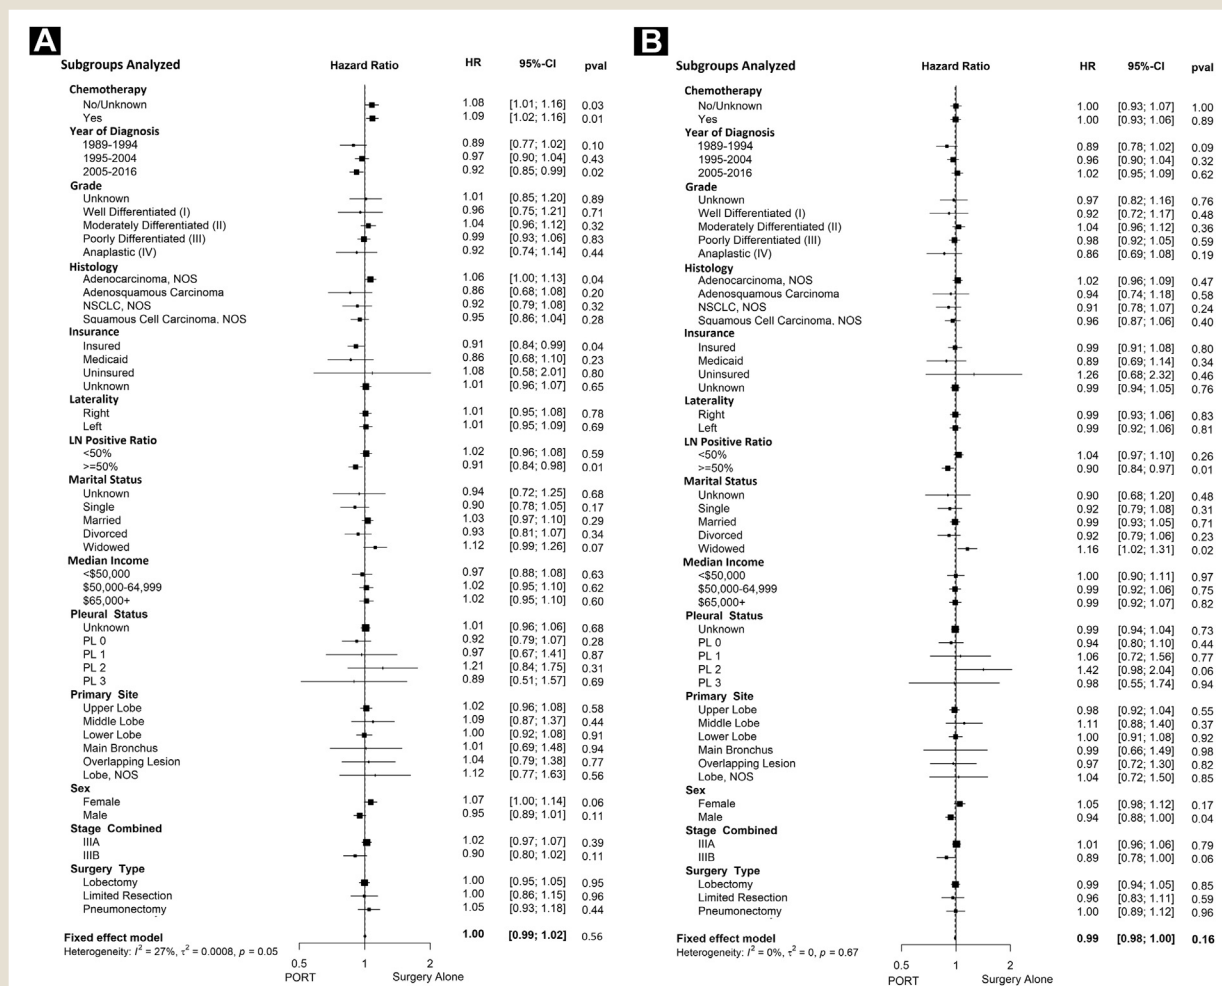 A
Subgroups Analyzed Hazard Ratio HR 95%-CI pval
Chemotherapy
No/Unknown 1.08 [1.01; 1.16] 0.03
Yes 1.09 [1.02; 1.16] 0.01
Year of Diagnosis
1989-1994 0.89 [0.77; 1.02] 0.10
1995-2004 0.97 [0.90; 1.04] 0.43
2005-2016 0.92 [0.85; 0.99] 0.02
Grade
Unknown 1.01 [0.85; 1.20] 0.89
Well Differentiated (I) 0.96 [0.75; 1.21] 0.71
Moderately Differentiated (II) 1.04 [0.96; 1.12] 0.32
Poorly Differentiated (III) 0.99 [0.93; 1.06] 0.83
Anaplastic (IV) 0.92 [0.74; 1.14] 0.44
Histology
Adenocarcinoma, NOS 1.06 [1.00; 1.13] 0.04
Adenosquamous Carcinoma 0.86 [0.68; 1.08] 0.20
NSCLC, NOS 0.92 [0.79; 1.08] 0.32
Squamous Cell Carcinoma. NOS 0.95 [0.86; 1.04] 0.28
Insurance
Insured 0.91 [0.84; 0.99] 0.04
Medicaid 0.86 [0.68; 1.10] 0.23
Uninsured 1.08 [0.58; 2.01] 0.80
Unknown 1.01 [0.96; 1.07] 0.65
Laterality
Right 1.01 [0.95; 1.08] 0.78
Left 1.01 [0.95; 1.09] 0.69
LN Positive Ratio
<50% 1.02 [0.96; 1.08] 0.59
>=50% 0.91 [0.84; 0.98] 0.01
Marital Status
Unknown 0.94 [0.72; 1.25] 0.68
Single 0.90 [0.78; 1.05] 0.17
Married 1.03 [0.97; 1.10] 0.29
Divorced 0.93 [0.81; 1.07] 0.34
Widowed 1.12 [0.99; 1.26] 0.07
Median Income
<$50,000 0.97 [0.88; 1.08] 0.63
$50,000-64,999 1.02 [0.95; 1.10] 0.62
$65,000+ 1.02 [0.95; 1.10] 0.60
Pleural Status
Unknown 1.01 [0.96; 1.06] 0.68
PL 0 0.92 [0.79; 1.07] 0.28
PL 1 0.97 [0.67; 1.41] 0.87
PL 2 1.21 [0.84; 1.75] 0.31
PL 3 0.89 [0.51; 1.57] 0.69
Primary Site
Upper Lobe 1.02 [0.96; 1.08] 0.58
Middle Lobe 1.09 [0.87; 1.37] 0.44
Lower Lobe 1.00 [0.92; 1.08] 0.91
Main Bronchus 1.01 [0.69; 1.48] 0.94
Overlapping Lesion 1.04 [0.79; 1.38] 0.77
Lobe, NOS 1.12 [0.77; 1.63] 0.56
Sex
Female 1.07 [1.00; 1.14] 0.06
Male 0.95 [0.89; 1.01] 0.11
Stage Combined
IIIA 1.02 [0.97; 1.07] 0.39
IIIB 0.90 [0.80; 1.02] 0.11
Surgery Type
Lobectomy 1.00 [0.95; 1.05] 0.95
Limited Resection 1.00 [0.86; 1.15] 0.96
Pneumonectomy 1.05 [0.93; 1.18] 0.44
Fixed effect model 1.00 [0.99; 1.02] 0.56
Heterogeneity: I² = 27%, τ² = 0.0008, p = 0.05
0.5 1 2
PORT Surgery Alone
B
Subgroups Analyzed Hazard Ratio HR 95%-CI pval
Chemotherapy
No/Unknown 1.00 [0.93; 1.07] 1.00
Yes 1.00 [0.93; 1.06] 0.89
Year of Diagnosis
1989-1994 0.89 [0.78; 1.02] 0.09
1995-2004 0.96 [0.90; 1.04] 0.32
2005-2016 1.02 [0.95; 1.09] 0.62
Grade
Unknown 0.97 [0.82; 1.16] 0.76
Well Differentiated (I) 0.92 [0.72; 1.17] 0.48
Moderately Differentiated (II) 1.04 [0.96; 1.12] 0.36
Poorly Differentiated (III) 0.98 [0.92; 1.05] 0.59
Anaplastic (IV) 0.86 [0.69; 1.08] 0.19
Histology
Adenocarcinoma, NOS 1.02 [0.96; 1.09] 0.47
Adenosquamous Carcinoma 0.94 [0.74; 1.18] 0.58
NSCLC, NOS 0.91 [0.78; 1.07] 0.24
Squamous Cell Carcinoma. NOS 0.96 [0.87; 1.06] 0.40
Insurance
Insured 0.99 [0.91; 1.08] 0.80
Medicaid 0.89 [0.69; 1.14] 0.34
Uninsured 1.26 [0.68; 2.32] 0.46
Unknown 0.99 [0.94; 1.05] 0.76
Laterality
Right 0.99 [0.93; 1.06] 0.83
Left 0.99 [0.92; 1.06] 0.81
LN Positive Ratio
<50% 1.04 [0.97; 1.10] 0.26
>=50% 0.90 [0.84; 0.97] 0.01
Marital Status
Unknown 0.90 [0.68; 1.20] 0.48
Single 0.92 [0.79; 1.08] 0.31
Married 0.99 [0.93; 1.05] 0.71
Divorced 0.92 [0.79; 1.06] 0.23
Widowed 1.16 [1.02; 1.31] 0.02
Median Income
<$50,000 1.00 [0.90; 1.11] 0.97
$50,000-64,999 0.99 [0.92; 1.06] 0.75
$65,000+ 0.99 [0.92; 1.07] 0.82
Pleural Status
Unknown 0.99 [0.94; 1.04] 0.73
PL 0 0.94 [0.80; 1.10] 0.44
PL 1 1.06 [0.72; 1.56] 0.77
PL 2 1.42 [0.98; 2.04] 0.06
PL 3 0.98 [0.55; 1.74] 0.94
Primary Site
Upper Lobe 0.98 [0.92; 1.04] 0.55
Middle Lobe 1.11 [0.88; 1.40] 0.37
Lower Lobe 1.00 [0.91; 1.08] 0.92
Main Bronchus 0.99 [0.66; 1.49] 0.98
Overlapping Lesion 0.97 [0.72; 1.30] 0.82
Lobe, NOS 1.04 [0.72; 1.50] 0.85
Sex
Female 1.05 [0.98; 1.12] 0.17
Male 0.94 [0.88; 1.00] 0.04
Stage Combined
IIIA 1.01 [0.96; 1.06] 0.79
IIIB 0.89 [0.78; 1.00] 0.06
Surgery Type
Lobectomy 0.99 [0.94; 1.05] 0.85
Limited Resection 0.96 [0.83; 1.11] 0.59
Pneumonectomy 1.00 [0.89; 1.12] 0.96
Fixed effect model 0.99 [0.98; 1.00] 0.16
Heterogeneity: I² = 0%, τ² = 0, p = 0.67
0.5 1 2
PORT Surgery Alone